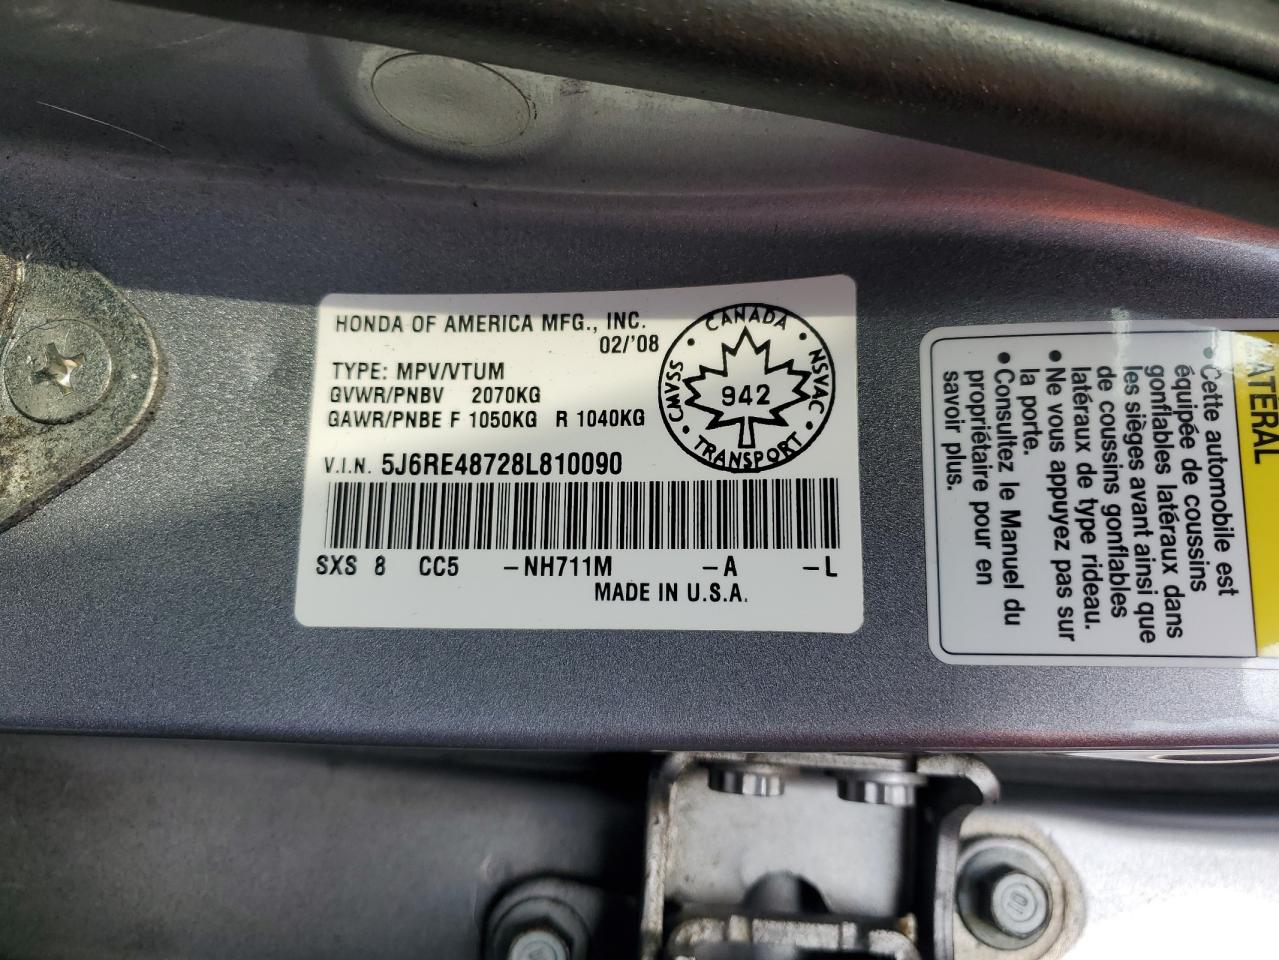 HONDA OF AMERICA MFG., INC.
02/'08
TYPE: MPV/VTUM
GVWR/PNBV 2070KG
GAWR/PNBE F 1050KG R 1040KG
V.I.N. 5J6RE48728L810090
SXS 8 CC5 -NH711M -A -L
MADE IN U.S.A.
• CANADA •
NSVAC
• TRANSPORT •
CMVSS
942
ATÉRAL
• Cette automobile est
équipée de coussins
gonflables latéraux dans
les sièges avant ainsi que
de coussins gonflables
latéraux de type rideau.
• Ne vous appuyez pas sur
la porte.
• Consultez le Manuel du
propriétaire pour en
savoir plus.